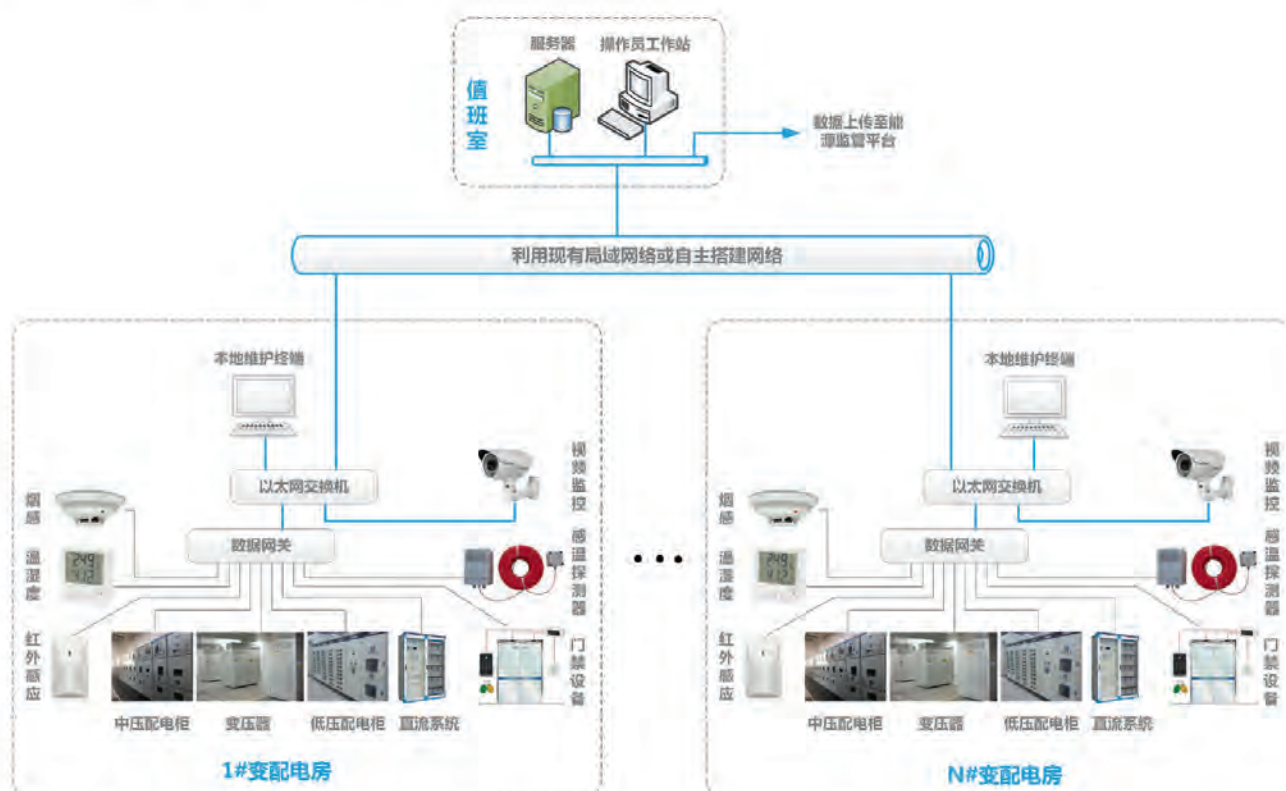 服务器
操作员工作站
值班室
数据上传至能
源监管平台
利用现有局域网络或自主搭建网络
本地维护终端
以太网交换机
视频监控
烟感
数据网关
温湿度
249
感温探测器
红外感应
门禁设备
中压配电柜
变压器
低压配电柜
直流系统
1#变配电房
本地维护终端
以太网交换机
视频监控
烟感
数据网关
温湿度
249
感温探测器
红外感应
门禁设备
中压配电柜
变压器
低压配电柜
直流系统
N#变配电房